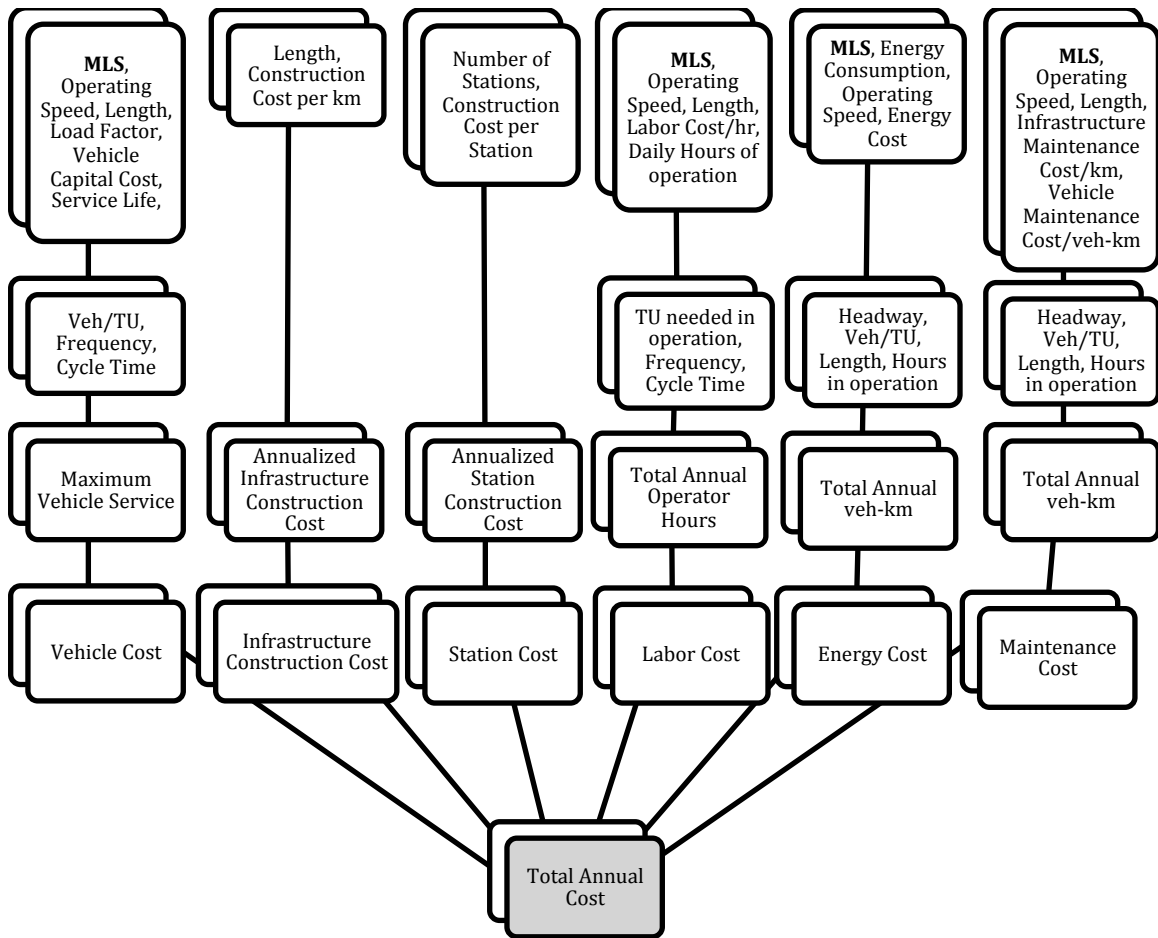 MLS,
Operating
Speed, Length,
Load Factor,
Vehicle
Capital Cost,
Service Life,
Length,
Construction
Cost per km
Number of
Stations,
Construction
Cost per
Station
MLS,
Operating
Speed, Length,
Labor Cost/hr,
Daily Hours of
operation
MLS, Energy
Consumption,
Operating
Speed, Energy
Cost
MLS,
Operating
Speed, Length,
Infrastructure
Maintenance
Cost/km,
Vehicle
Maintenance
Cost/veh-km
Veh/TU,
Frequency,
Cycle Time
TU needed in
operation,
Frequency,
Cycle Time
Headway,
Veh/TU,
Length, Hours
in operation
Headway,
Veh/TU,
Length, Hours
in operation
Maximum
Vehicle Service
Annualized
Infrastructure
Construction
Cost
Annualized
Station
Construction
Cost
Total Annual
Operator
Hours
Total Annual
veh-km
Total Annual
veh-km
Vehicle Cost
Infrastructure
Construction Cost
Station Cost
Labor Cost
Energy Cost
Maintenance
Cost
Total Annual
Cost